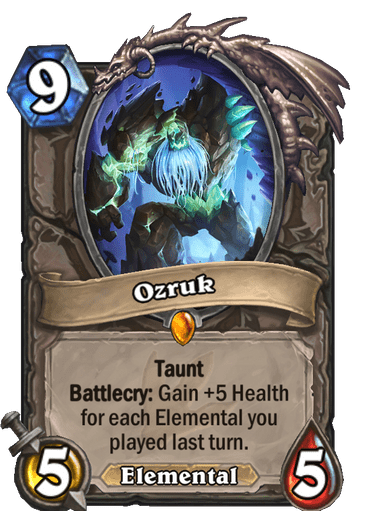 9
Ozruk
Taunt
Battlecry: Gain +5 Health
for each Elemental you
played last turn.
5
Elemental
5